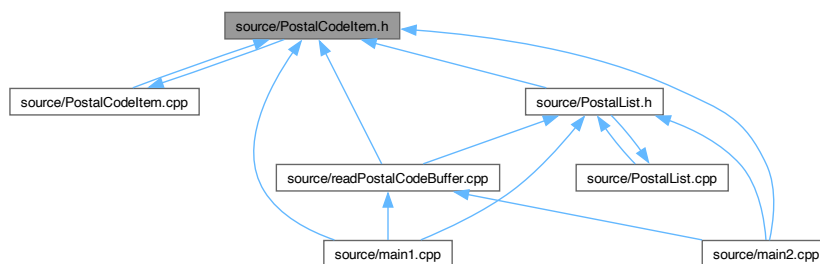 source/PostalCodeItem.h
source/PostalCodeItem.cpp
source/PostalList.h
source/readPostalCodeBuffer.cpp
source/PostalList.cpp
source/main1.cpp
source/main2.cpp